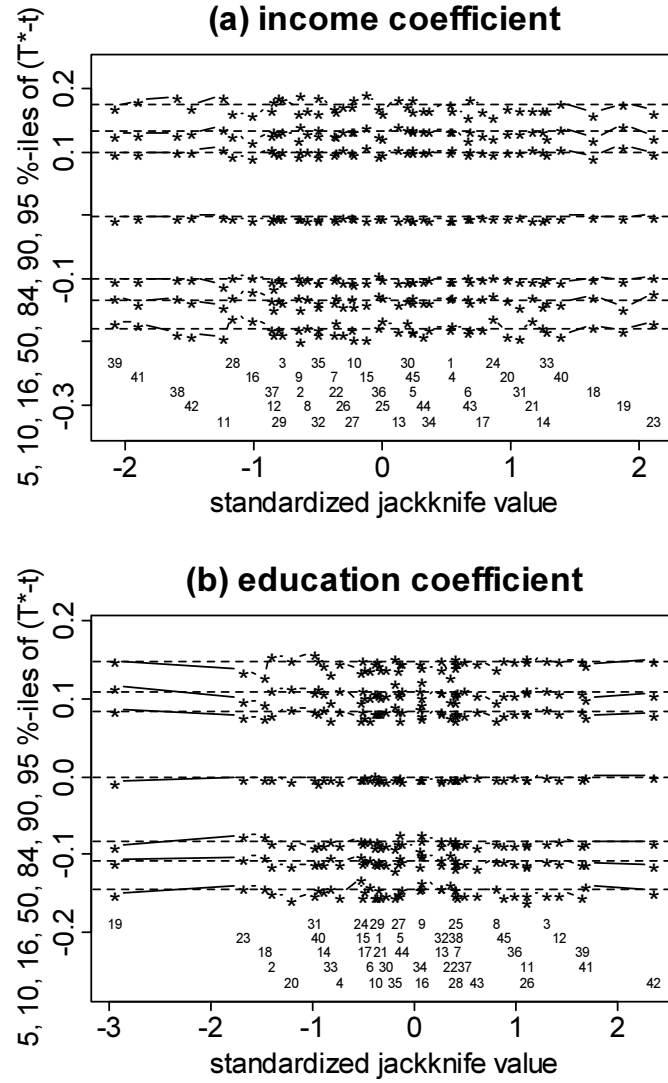 (a) income coefficient
5, 10, 16, 50, 84, 90, 95 %-iles of (T*-t)
0.2
0.1
-0.1
-0.3
39 28 3 35 10 30 1 24 33
41 16 9 7 15 45 4 20 40
38 37 2 22 36 5 6 31 18
42 12 8 26 25 44 43 21 19
11 29 32 27 13 34 17 14 23
-2 -1 0 1 2
standardized jackknife value
(b) education coefficient
5, 10, 16, 50, 84, 90, 95 %-iles of (T*-t)
0.2
0.1
0.0
-0.1
-0.2
19 31 24 29 27 9 25 8 3
23 40 15 1 5 32 38 45 12
18 14 17 21 44 13 7 36 39
2 33 6 30 34 22 37 11 41
20 4 10 35 16 28 43 26 42
-3 -2 -1 0 1 2
standardized jackknife value